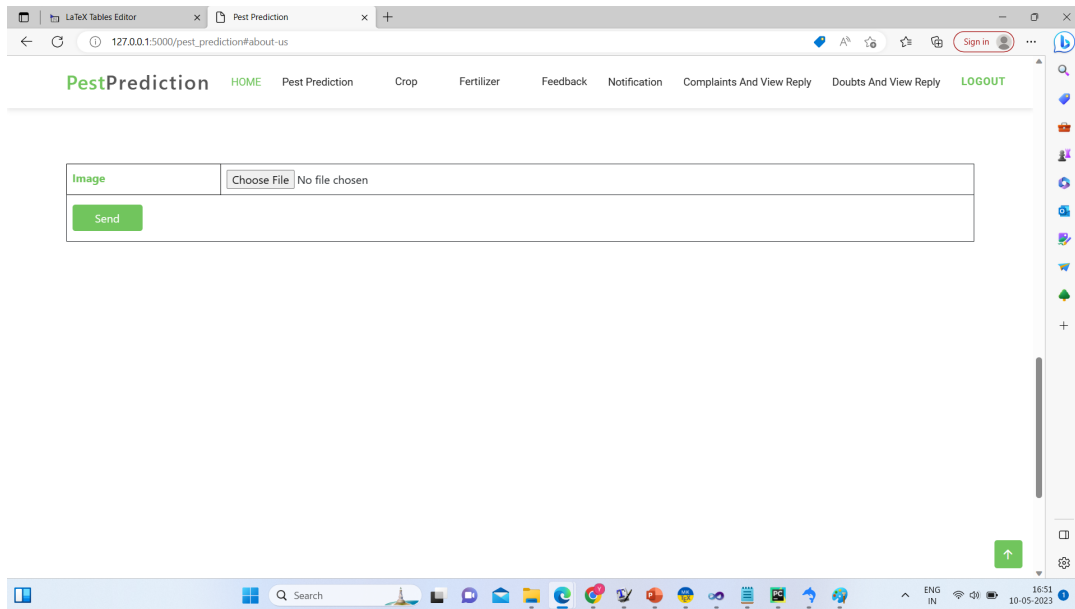 LaTeX Tables Editor
Pest Prediction
127.0.0.1:5000/pest_prediction#about-us
Sign in
PestPrediction HOME Pest Prediction Crop Fertilizer Feedback Notification Complaints And View Reply Doubts And View Reply LOGOUT
Image Choose File No file chosen
Send
Search
ENG
IN
16:51
10-05-2023